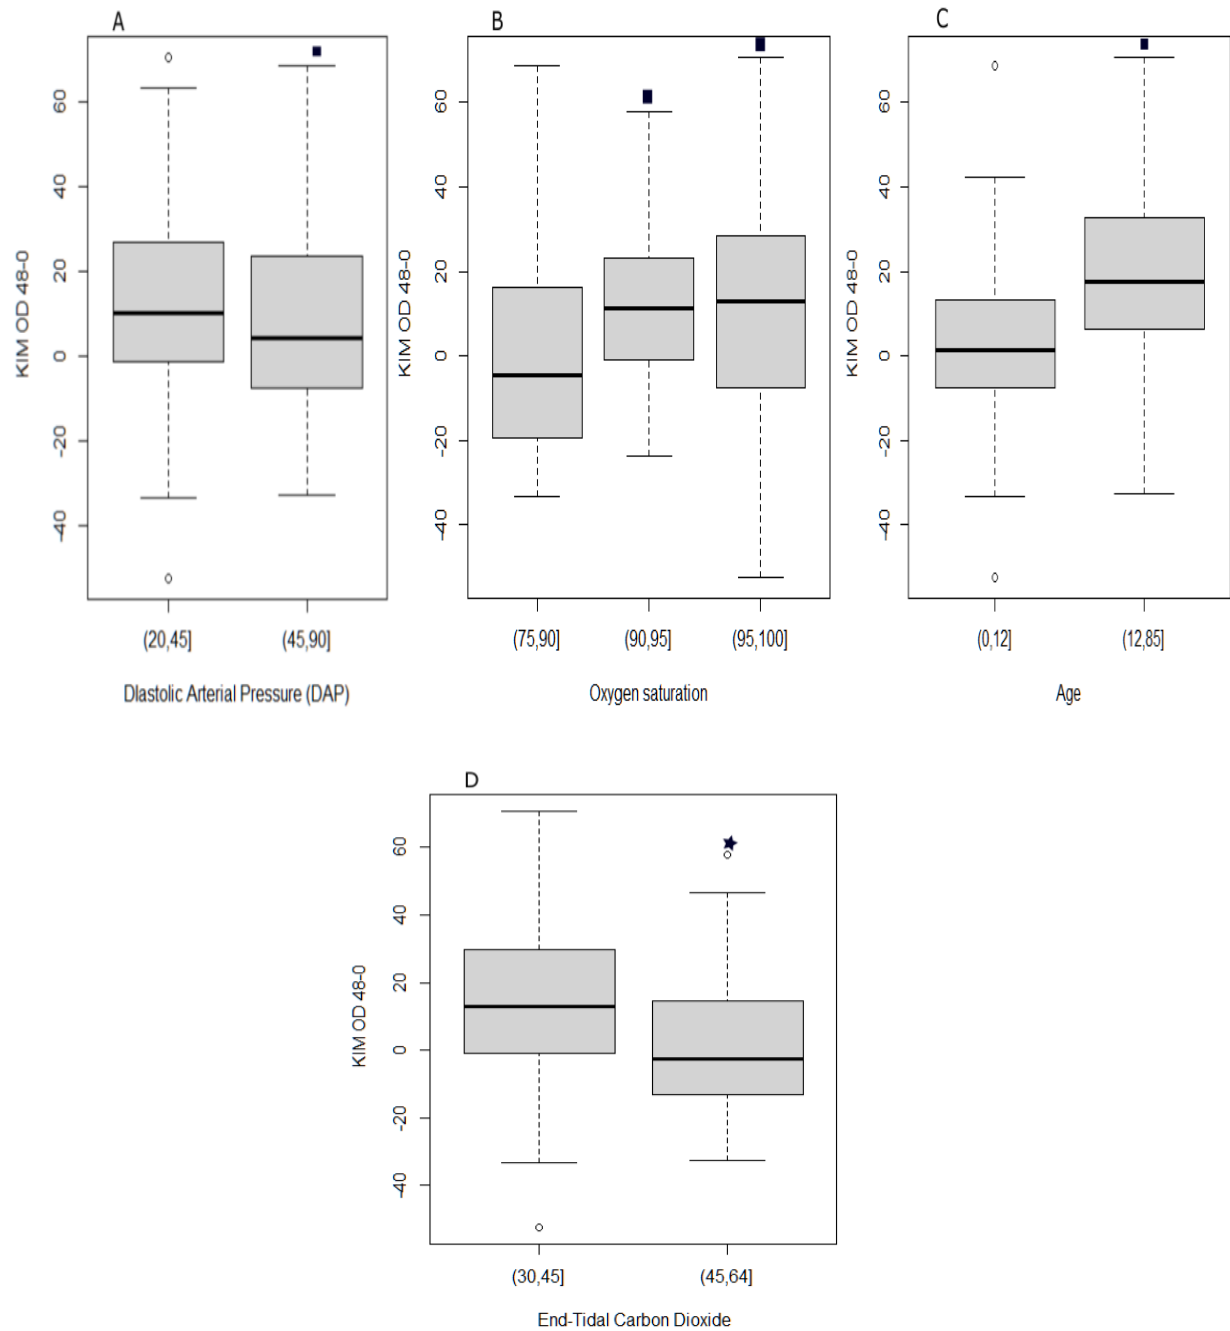 A
60
40
20
0
-20
-40
KIM OD 48-0
(20,45]
(45,90]
DIastolic Arterial Pressure (DAP)
B
60
40
20
0
-20
-40
KIM OD 48-0
(75,90]
(90,95]
(95,100]
Oxygen saturation
C
60
40
20
0
-20
-40
KIM OD 48-0
(0,12]
(12,85]
Age
D
60
40
20
0
-20
-40
KIM OD 48-0
(30,45]
(45,64]
End-Tidal Carbon Dioxide